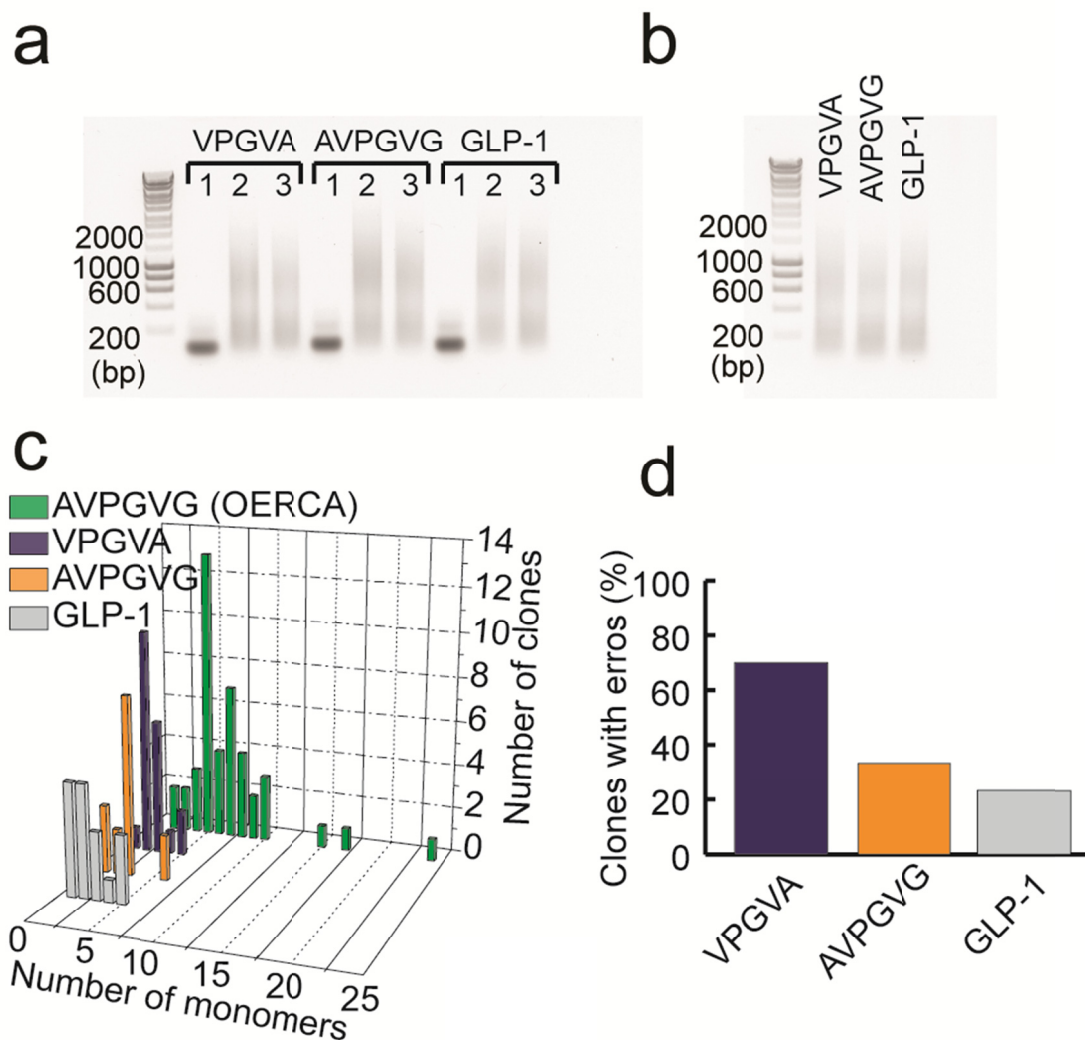 a
VPGVA AVPGVG GLP-1
1 2 3 1 2 3 1 2 3
2000
1000
600
200
(bp)
b
VPGVA
AVPGVG
GLP-1
2000
1000
600
200
(bp)
c
AVPGVG (OERCA)
VPGVA
AVPGVG
GLP-1
14
12
10
8
6
4
2
0
Number of clones
0 5 10 15 20 25
Number of monomers
d
Clones with erros (%)
100
80
60
40
20
0
VPGVA
AVPGVG
GLP-1